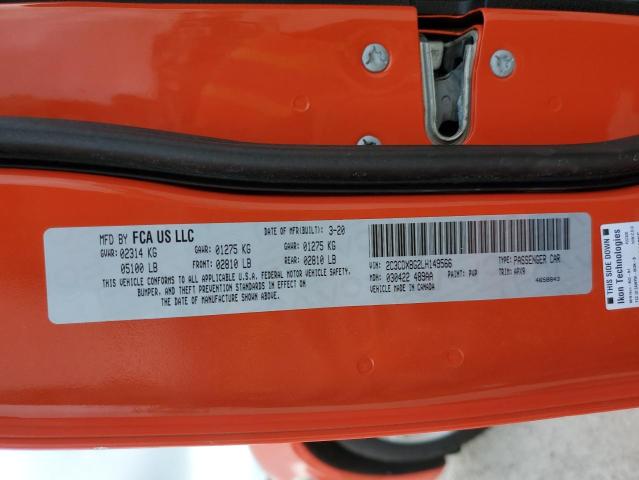 MFD BY FCA US LLC
DATE OF MFR(BUILT): 3-20
GVWR: 02314 KG
GAWR: 01275 KG
GAWR: 01275 KG
05100 LB
FRONT: 02810 LB
REAR: 02810 LB
THIS VEHICLE CONFORMS TO ALL APPLICABLE U.S.A. FEDERAL MOTOR VEHICLE SAFETY,
BUMPER, AND THEFT PREVENTION STANDARDS IN EFFECT ON
THE DATE OF MANUFACTURE SHOWN ABOVE.
VIN: 2C3CDXBG2LH149566
TYPE: PASSENGER CAR
MDH: 030422 489AA
PAINT: PVP
TRIM: APX9
VEHICLE MADE IN CANADA
THIS SIDE DOWN
Ikon Technologies